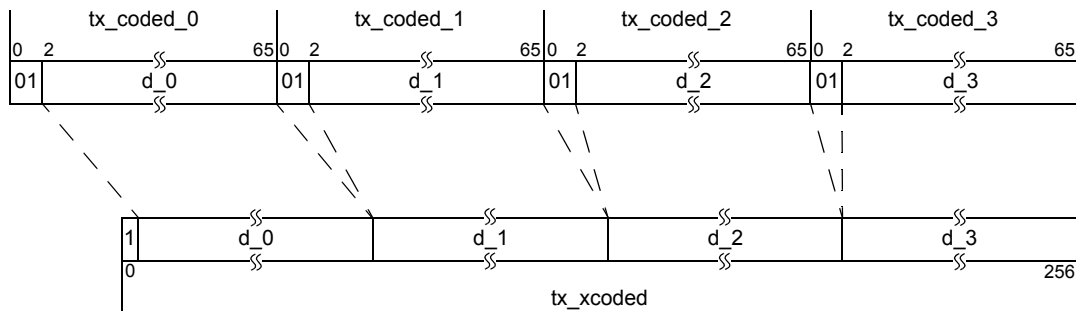 tx_coded_0 tx_coded_1 tx_coded_2 tx_coded_3
0 2 65 0 2 65 0 2 65 0 2 65
01 d_0 01 d_1 01 d_2 01 d_3
1 d_0 d_1 d_2 d_3
0 256
tx_xcoded